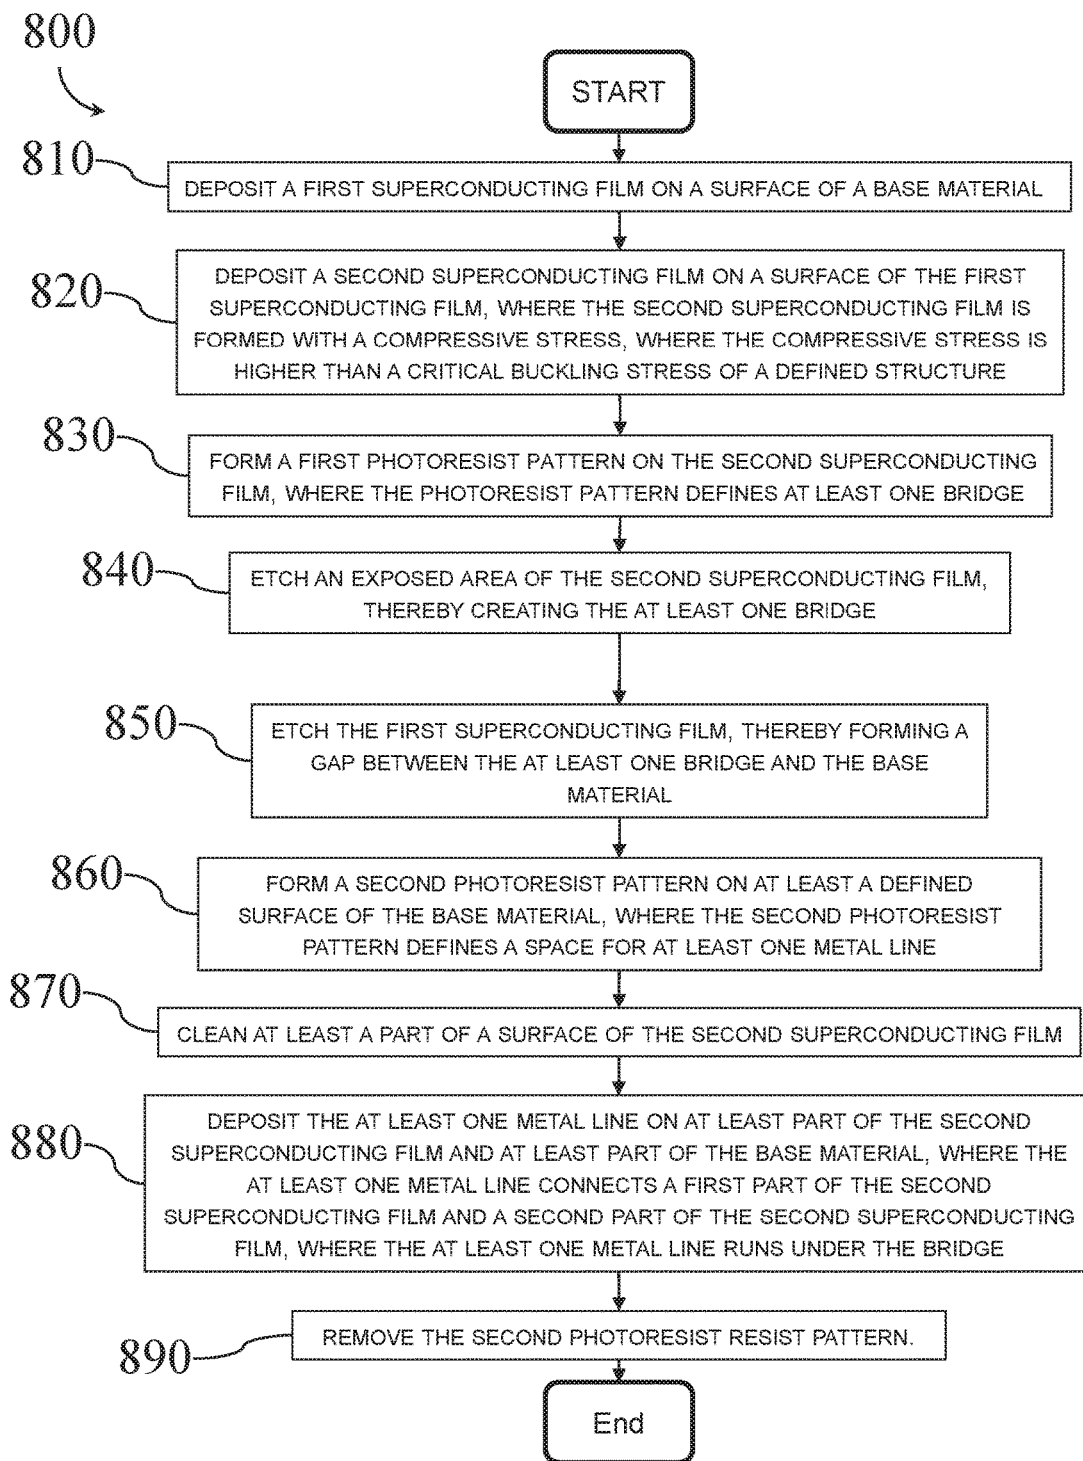 800
START
810
DEPOSIT A FIRST SUPERCONDUCTING FILM ON A SURFACE OF A BASE MATERIAL
820
DEPOSIT A SECOND SUPERCONDUCTING FILM ON A SURFACE OF THE FIRST
SUPERCONDUCTING FILM, WHERE THE SECOND SUPERCONDUCTING FILM IS
FORMED WITH A COMPRESSIVE STRESS, WHERE THE COMPRESSIVE STRESS IS
HIGHER THAN A CRITICAL BUCKLING STRESS OF A DEFINED STRUCTURE
830
FORM A FIRST PHOTORESIST PATTERN ON THE SECOND SUPERCONDUCTING
FILM, WHERE THE PHOTORESIST PATTERN DEFINES AT LEAST ONE BRIDGE
840
ETCH AN EXPOSED AREA OF THE SECOND SUPERCONDUCTING FILM,
THEREBY CREATING THE AT LEAST ONE BRIDGE
850
ETCH THE FIRST SUPERCONDUCTING FILM, THEREBY FORMING A
GAP BETWEEN THE AT LEAST ONE BRIDGE AND THE BASE
MATERIAL
860
FORM A SECOND PHOTORESIST PATTERN ON AT LEAST A DEFINED
SURFACE OF THE BASE MATERIAL, WHERE THE SECOND PHOTORESIST
PATTERN DEFINES A SPACE FOR AT LEAST ONE METAL LINE
870
CLEAN AT LEAST A PART OF A SURFACE OF THE SECOND SUPERCONDUCTING FILM
880
DEPOSIT THE AT LEAST ONE METAL LINE ON AT LEAST PART OF THE SECOND
SUPERCONDUCTING FILM AND AT LEAST PART OF THE BASE MATERIAL, WHERE THE
AT LEAST ONE METAL LINE CONNECTS A FIRST PART OF THE SECOND
SUPERCONDUCTING FILM AND A SECOND PART OF THE SECOND SUPERCONDUCTING
FILM, WHERE THE AT LEAST ONE METAL LINE RUNS UNDER THE BRIDGE
890
REMOVE THE SECOND PHOTORESIST RESIST PATTERN.
End